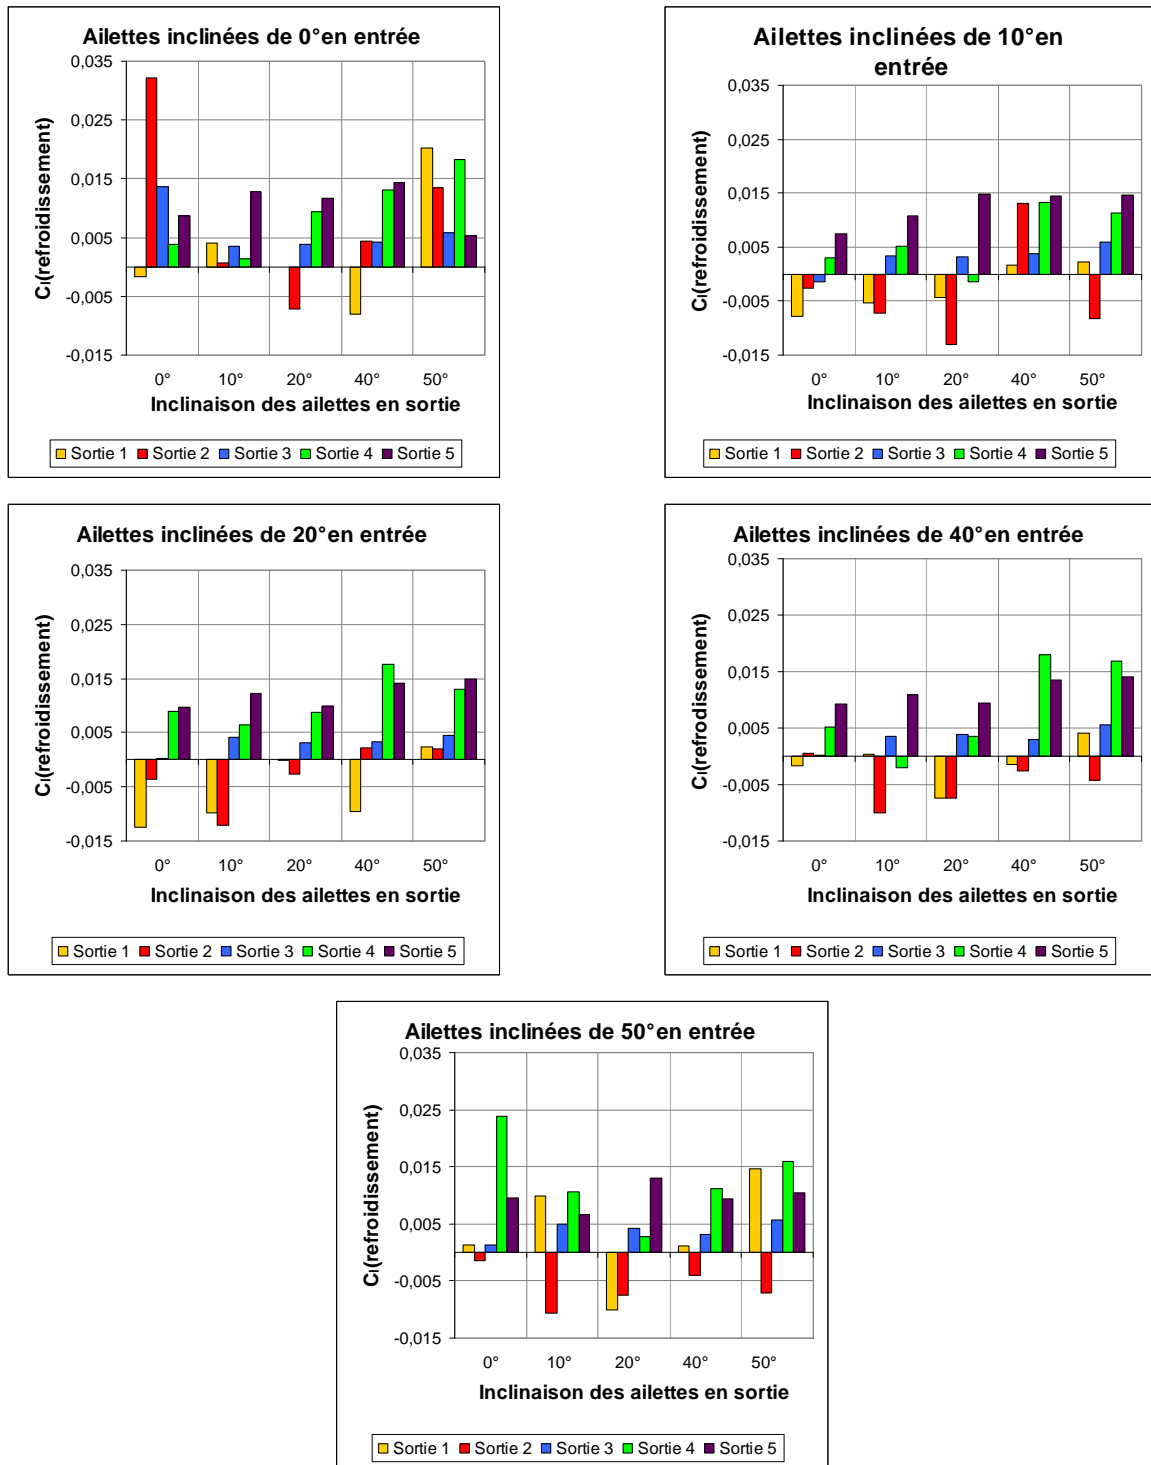 Ailettes inclinées de 0°en entrée
0,035
0,025
0,015
0,005
-0,005
-0,015
Cl(refroidissement)
0° 10° 20° 40° 50°
Inclinaison des ailettes en sortie
Sortie 1 Sortie 2 Sortie 3 Sortie 4 Sortie 5
Ailettes inclinées de 10°en
entrée
0,035
0,025
0,015
0,005
-0,005
-0,015
Cl(refroidissement)
0° 10° 20° 40° 50°
Inclinaison des ailettes en sortie
Sortie 1 Sortie 2 Sortie 3 Sortie 4 Sortie 5
Ailettes inclinées de 20°en entrée
0,035
0,025
0,015
0,005
-0,005
-0,015
Cl(refroidissement)
0° 10° 20° 40° 50°
Inclinaison des ailettes en sortie
Sortie 1 Sortie 2 Sortie 3 Sortie 4 Sortie 5
Ailettes inclinées de 40°en entrée
0,035
0,025
0,015
0,005
-0,005
-0,015
Cl(refrodissement)
0° 10° 20° 40° 50°
Inclinaison des ailettes en sortie
Sortie 1 Sortie 2 Sortie 3 Sortie 4 Sortie 5
Ailettes inclinées de 50°en entrée
0,035
0,025
0,015
0,005
-0,005
-0,015
Cl(refroidissement)
0° 10° 20° 40° 50°
Inclinaison des ailettes en sortie
Sortie 1 Sortie 2 Sortie 3 Sortie 4 Sortie 5